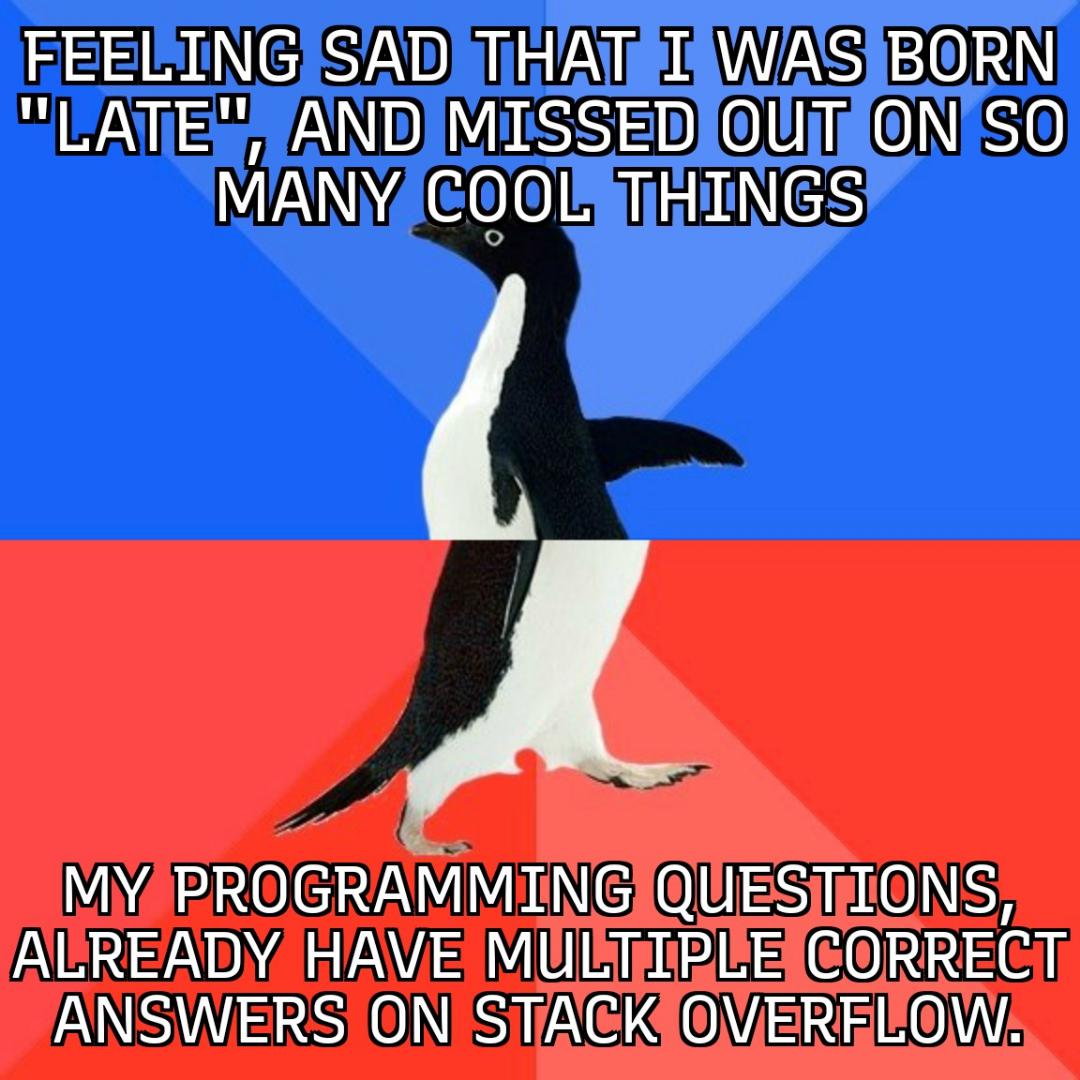 FEELING SAD THAT I WAS BORN
"LATE", AND MISSED OUT ON SO
MANY COOL THINGS
MY PROGRAMMING QUESTIONS,
ALREADY HAVE MULTIPLE CORRECT
ANSWERS ON STACK OVERFLOW.